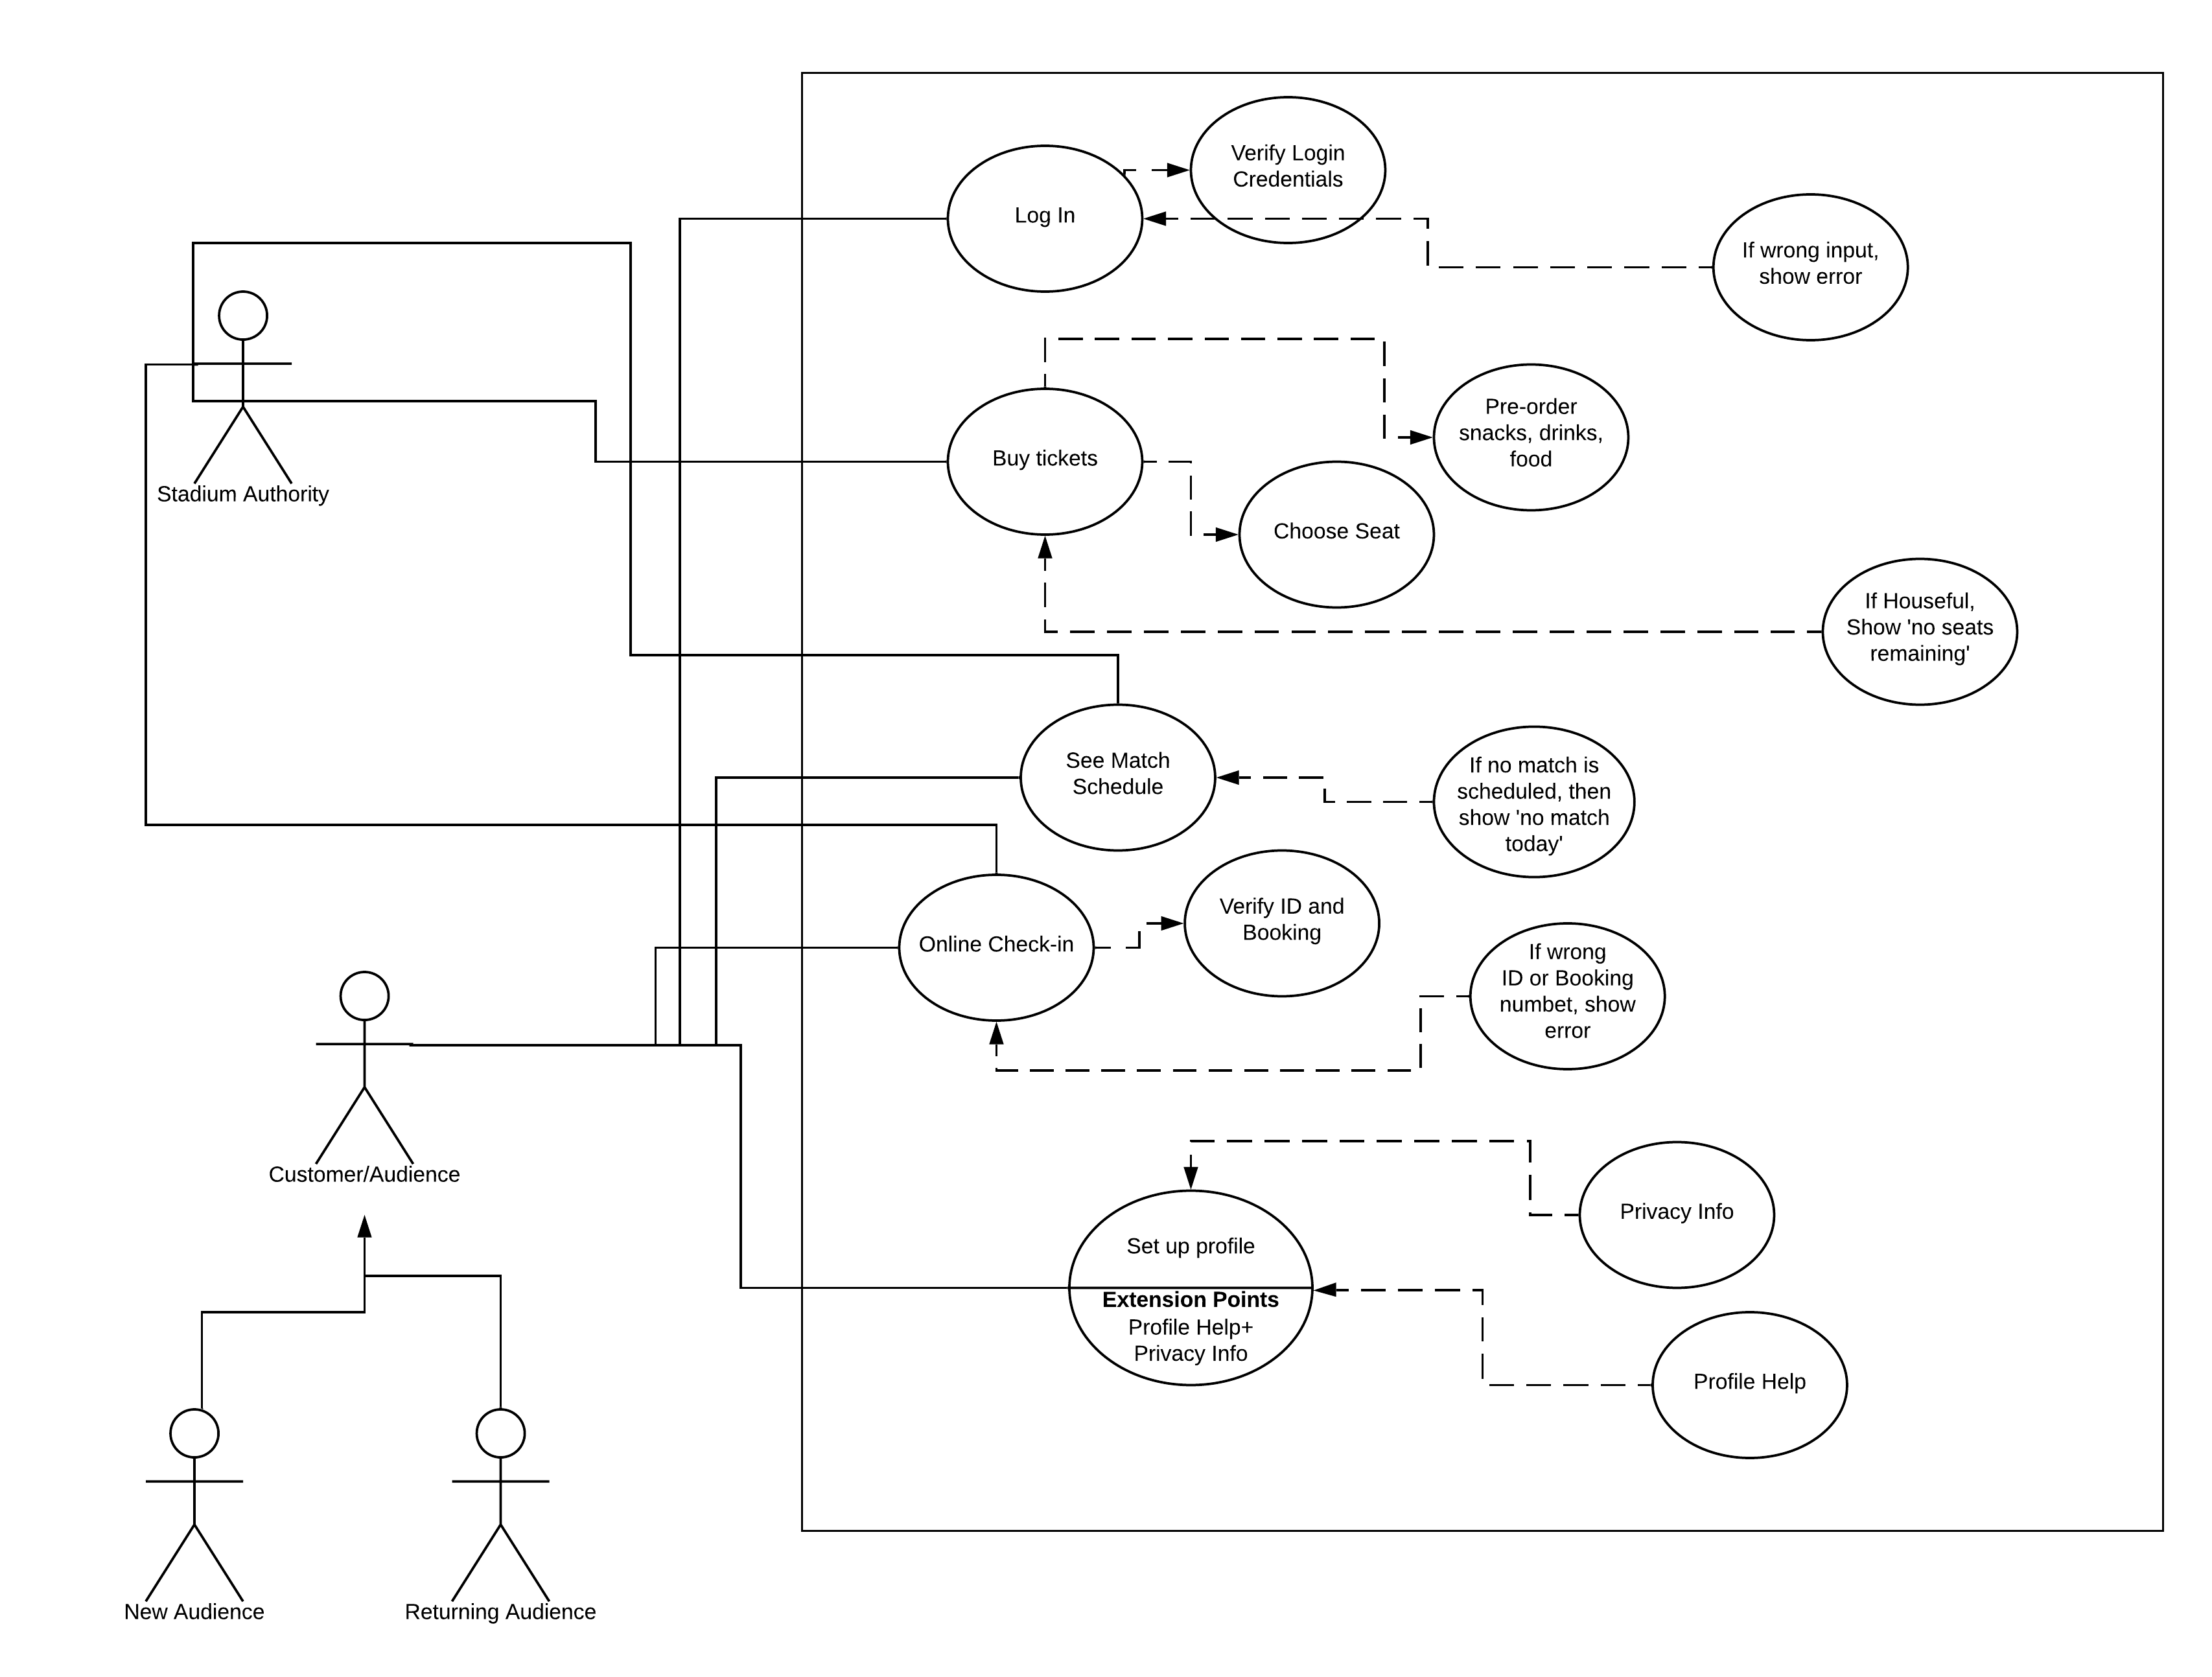 Verify Login
Credentials
Log In
If wrong input,
show error
Stadium Authority
Buy tickets
Pre-order
snacks, drinks,
food
Choose Seat
If Houseful,
Show 'no seats
remaining'
See Match
Schedule
If no match is
scheduled, then
show 'no match
today'
Online Check-in
Verify ID and
Booking
If wrong
ID or Booking
numbet, show
error
Customer/Audience
Privacy Info
Set up profile
Extension Points
Profile Help+
Privacy Info
Profile Help
New Audience
Returning Audience